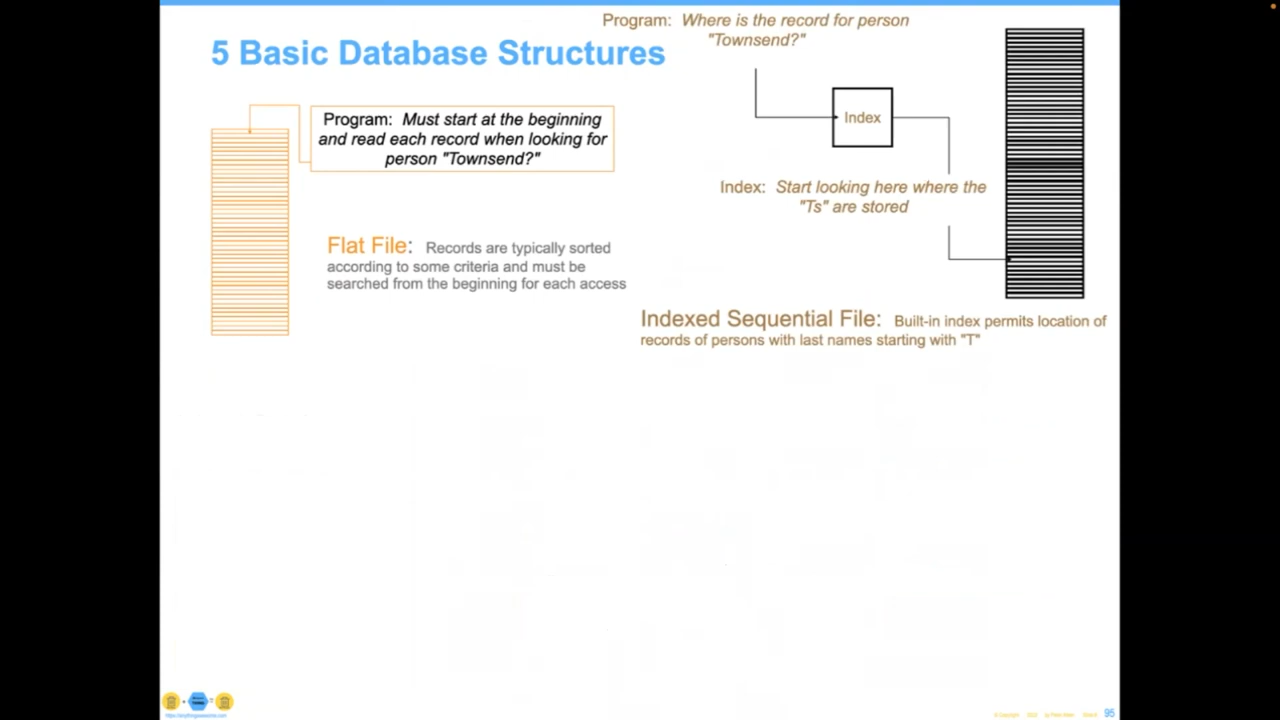 5 Basic Database Structures
Program: Must start at the beginning
and read each record when looking for
person "Townsend?"
Flat File: Records are typically sorted
according to some criteria and must be
searched from the beginning for each access
Program: Where is the record for person
"Townsend?"
Index
Index: Start looking here where the
"Ts" are stored
Indexed Sequential File: Built-in index permits location of
records of persons with last names starting with "T"
95